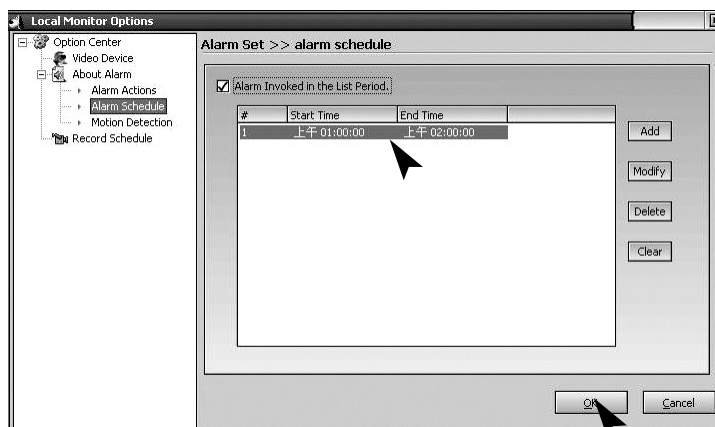 Local Monitor Options
Option Center
Video Device
About Alarm
Alarm Actions
Alarm Schedule
Motion Detection
Record Schedule
Alarm Set >> alarm schedule
Alarm Invoked in the List Period.
# Start Time End Time
1 上午 01:00:00 上午 02:00:00
Add
Modify
Delete
Clear
OK Cancel